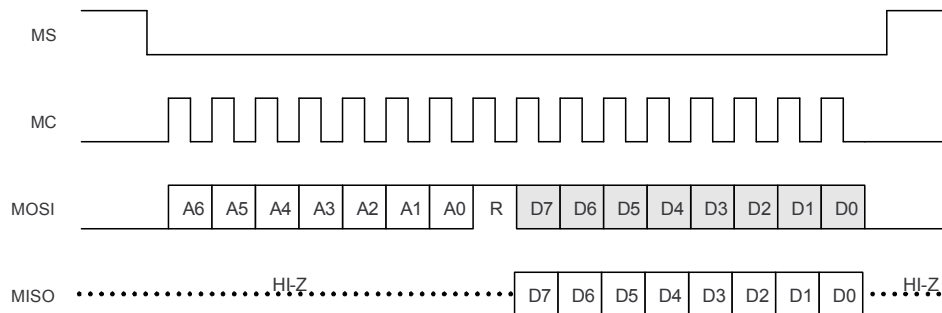 MS
MC
MOSI A6 A5 A4 A3 A2 A1 A0 R D7 D6 D5 D4 D3 D2 D1 D0
HI-Z HI-Z
MISO D7 D6 D5 D4 D3 D2 D1 D0